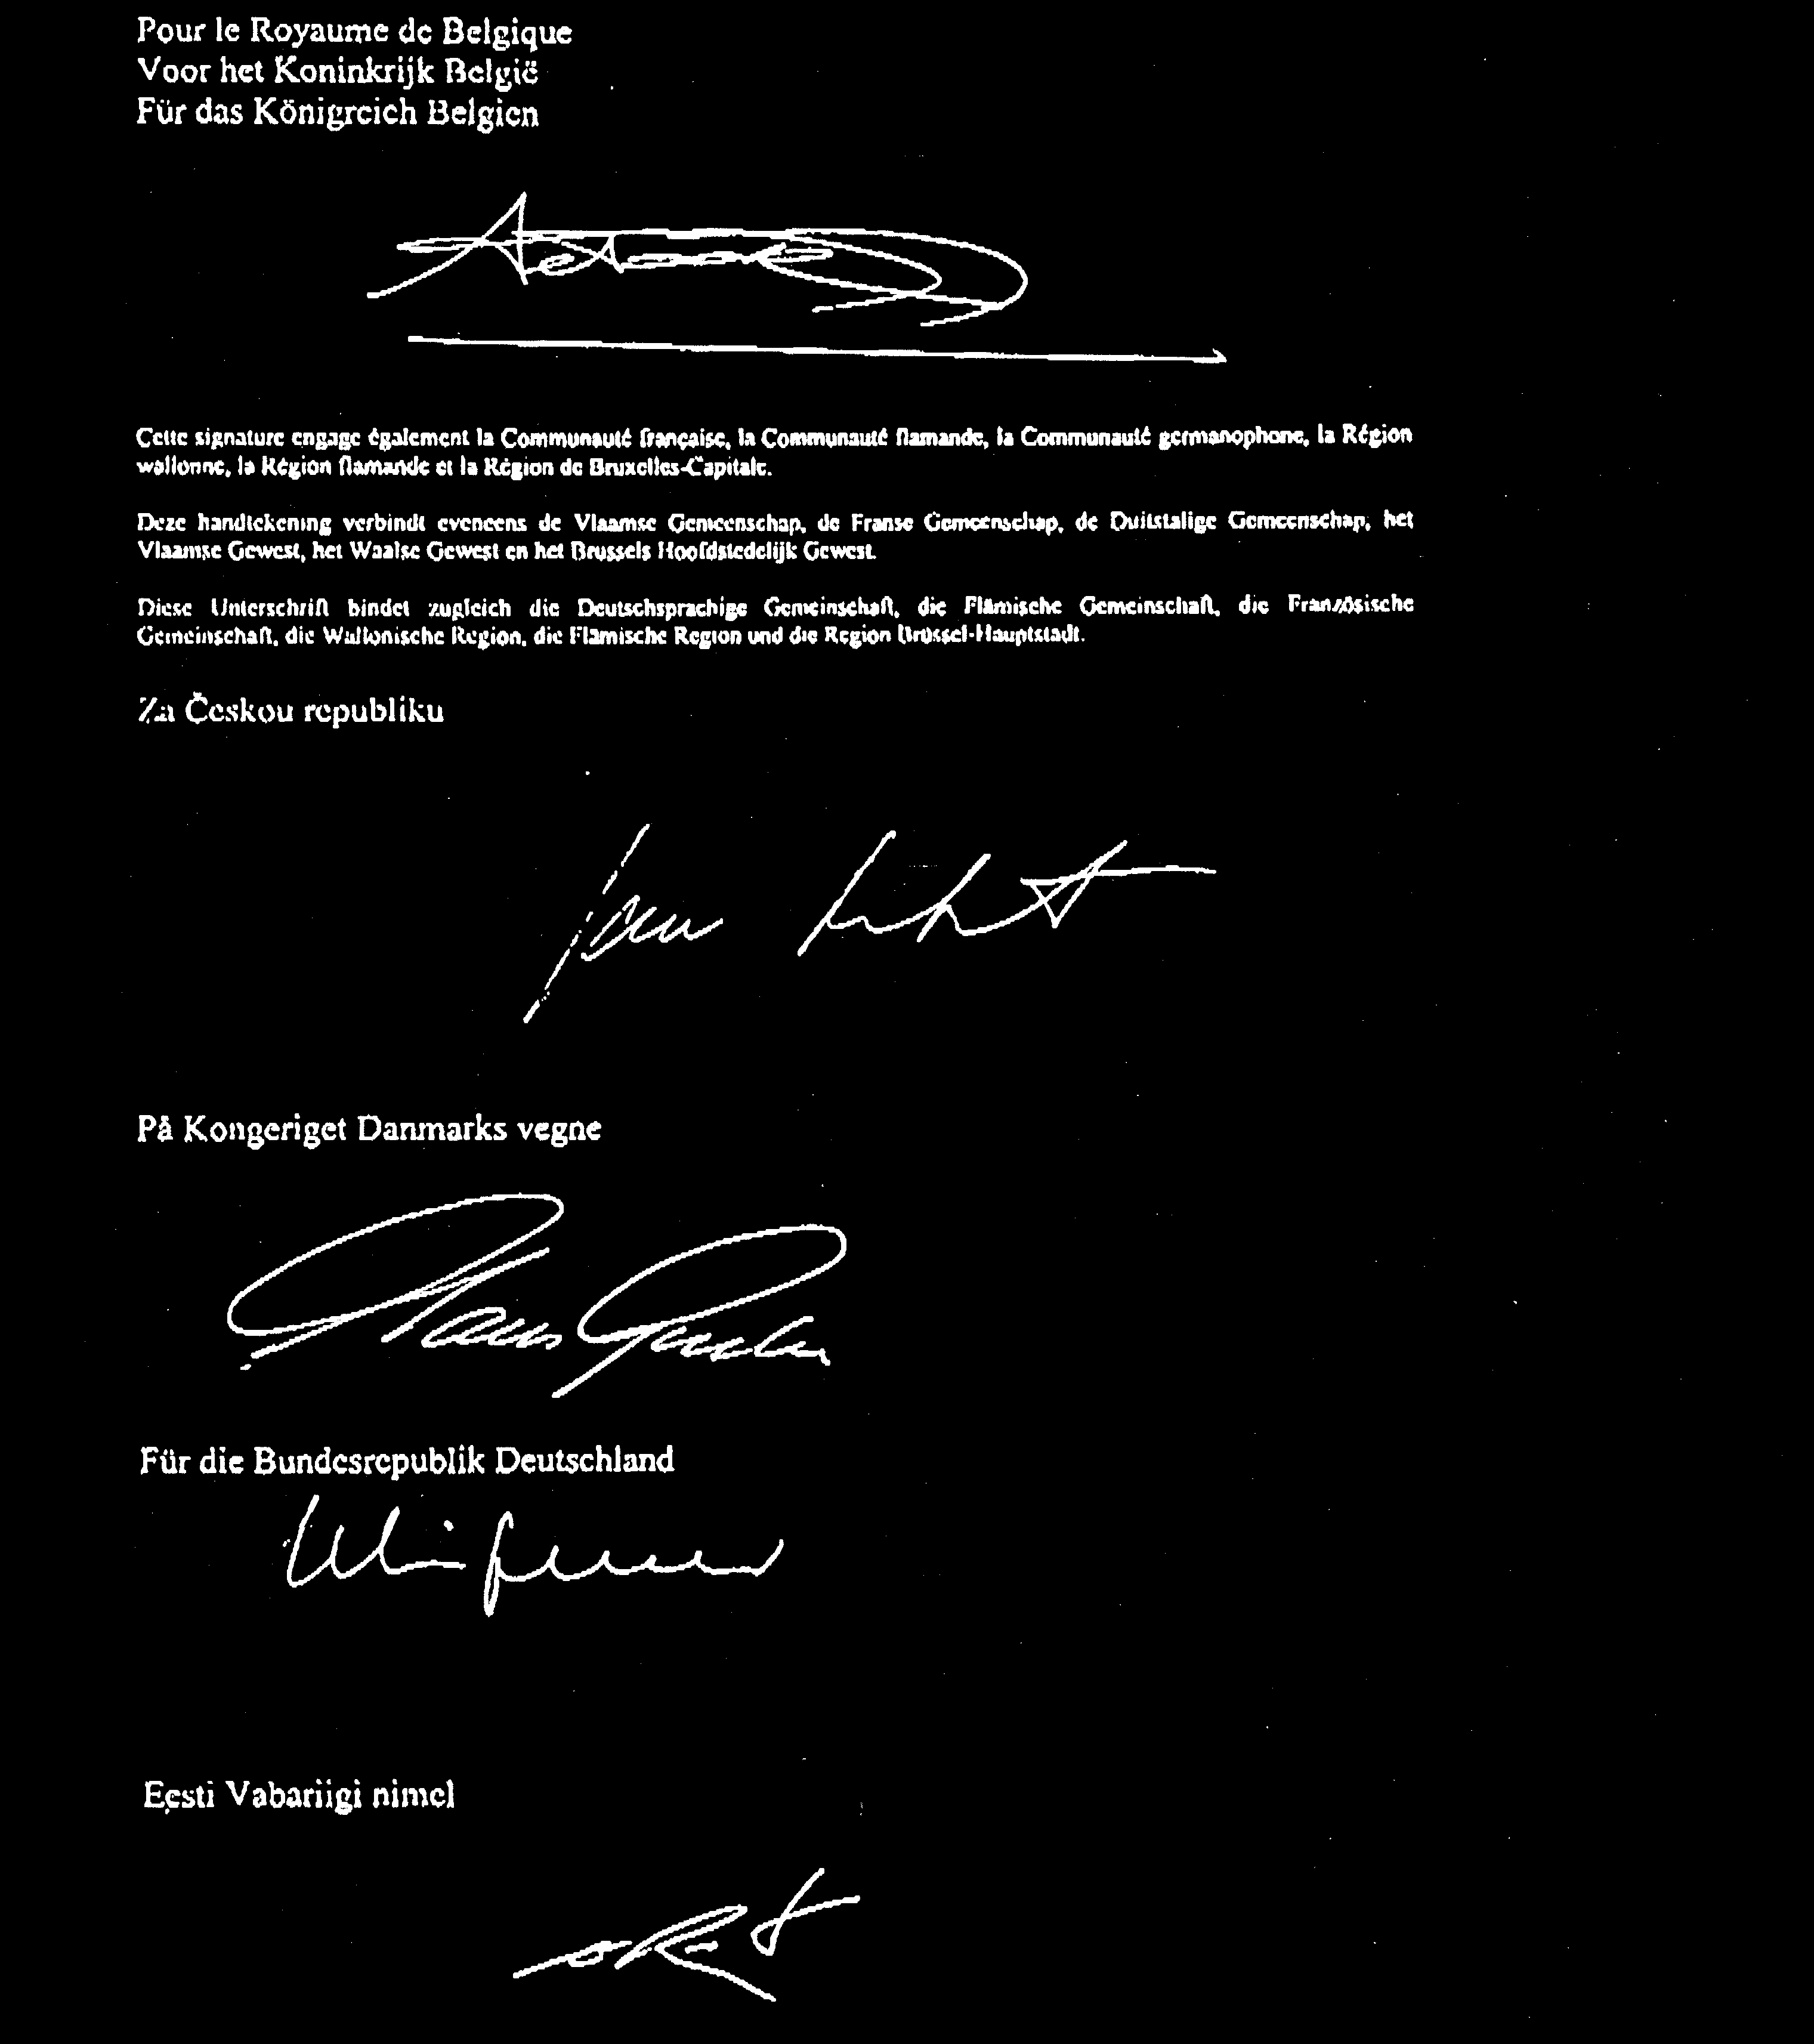 Pour le Royaume de Belgique
Voor het Koninkrijk België
Für das Königreich Belgien
Cette signature engage également la Communauté française, la Communauté flamande, la Communauté germanophone, la Région
wallonne, la Région flamande et la Région de Bruxelles-Capitale.
Deze handtekening verbindt eveneens de Vlaamse Gemeenschap, de Franse Gemeenschap, de Duitstalige Gemeenschap, het
Vlaamse Gewest, het Waalse Gewest en het Brussels Hoofdstedelijk Gewest.
Diese Unterschrift bindet zugleich die Deutschsprachige Gemeinschaft, die Flämische Gemeinschaft, die Französische
Gemeinschaft, die Wallonische Region, die Flämische Region und die Region Brüssel-Hauptstadt.
Za Českou republiku
På Kongeriget Danmarks vegne
Für die Bundesrepublik Deutschland
Eesti Vabariigi nimel